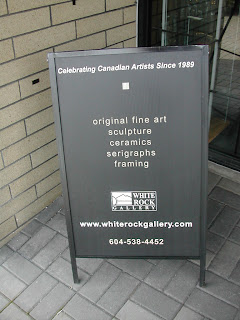 Celebrating Canadian Artists Since 1989
original fine art
sculpture
ceramics
serigraphs
framing
WHITE
ROCK
GALLERY
www.whiterockgallery.com
604-538-4452